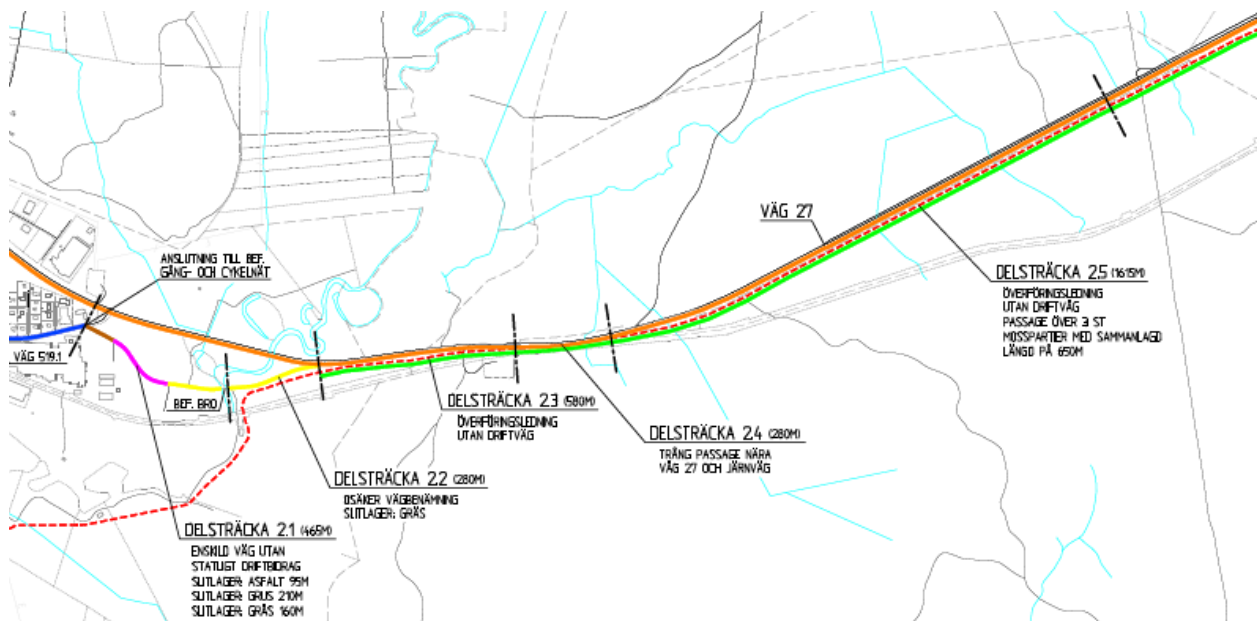 ANSLUTNING TILL BEF.
GÅNG- OCH CYKELNÄT
VÄG 519.1
BEF. BRO
VÄG 27
DELSTRÄCKA 2.1 (465M)
ENSKILD VÄG UTAN
STATLIGT DRIFTBIDRAG
SLITLAGER: ASFALT 95M
SLITLAGER: GRUS 210M
SLITLAGER: GRÄS 160M
DELSTRÄCKA 2.2 (280M)
OSÄKER VÄGBENÄMNING
SLITLAGER: GRÄS
DELSTRÄCKA 2.3 (580M)
ÖVERFÖRINGSLEDNING
UTAN DRIFTVÄG
DELSTRÄCKA 2.4 (280M)
TRÅNG PASSAGE NÄRA
VÄG 27 OCH JÄRNVÄG
DELSTRÄCKA 2.5 (1615M)
ÖVERFÖRINGSLEDNING
UTAN DRIFTVÄG
PASSAGE ÖVER 3 ST
MOSSPARTIER MED SAMMANLAGD
LÄNGD PÅ 650M